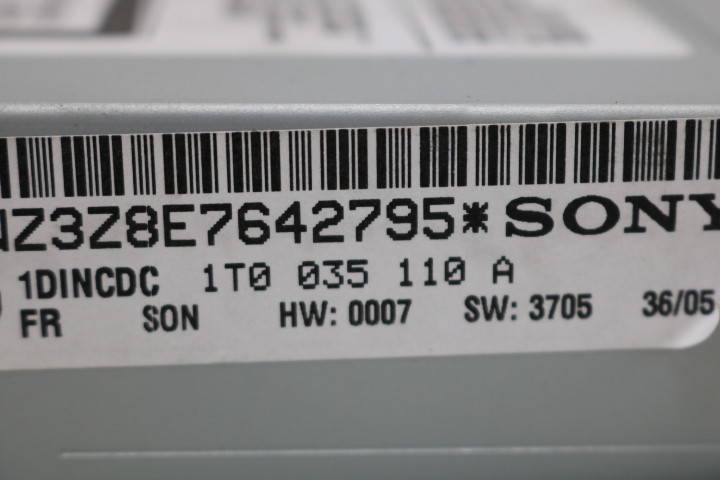 NZ3Z8E7642795* SONY
1DINCDC 1T0 035 110 A
FR SON HW: 0007 SW: 3705 36/05